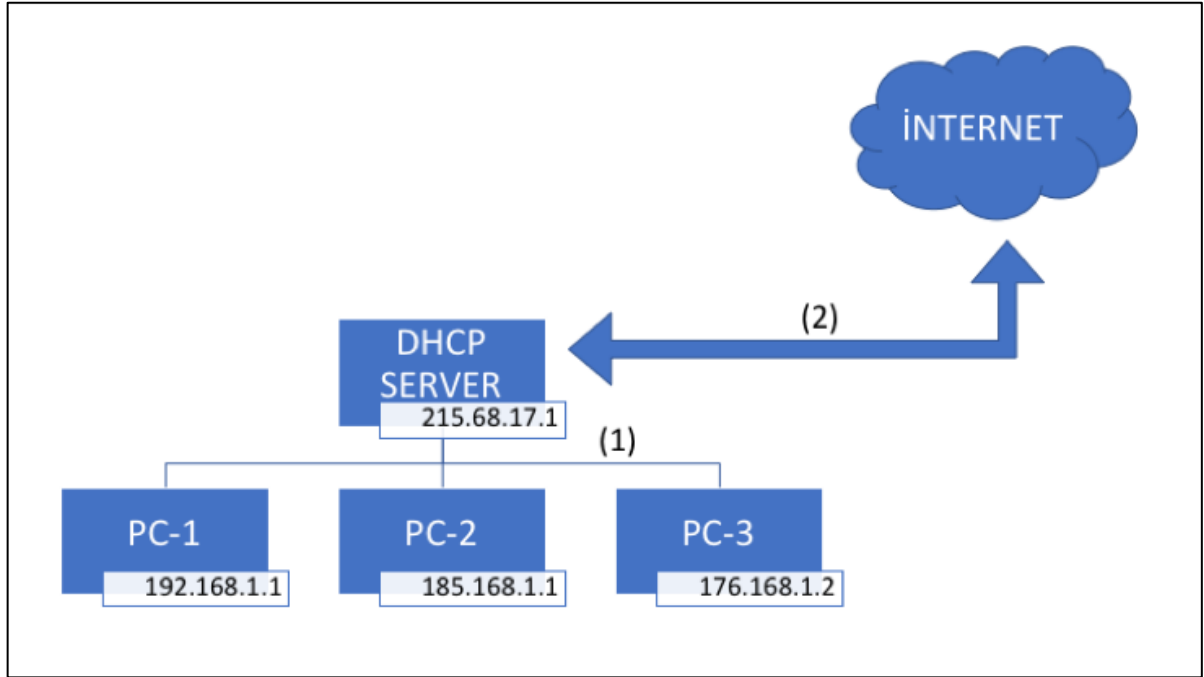 İNTERNET
(2)
DHCP
SERVER
215.68.17.1
(1)
PC-1
PC-2
PC-3
192.168.1.1
185.168.1.1
176.168.1.2